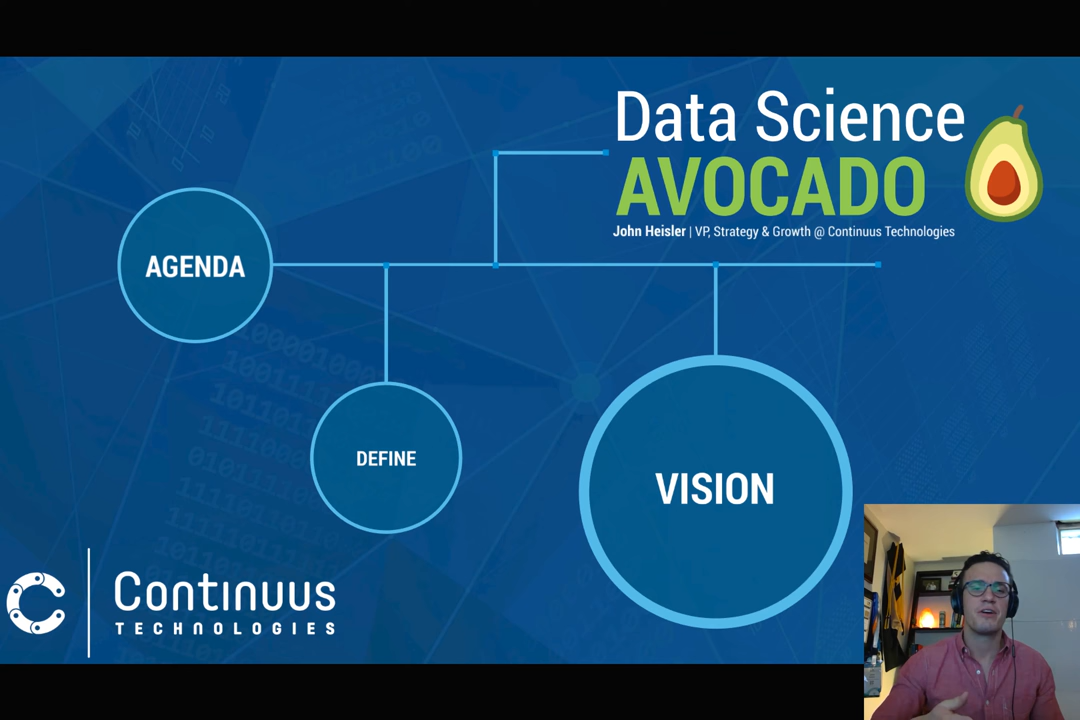 Data Science
AVOCADO
John Heisler | VP, Strategy & Growth @ Continuus Technologies
AGENDA
DEFINE
VISION
Continuus
TECHNOLOGIES